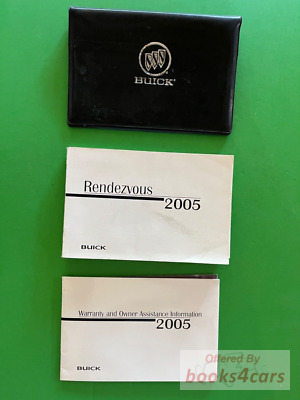 BUICK
Rendezvous
2005
BUICK
Warranty and Owner Assistance Information
2005
BUICK
Offered By
books4cars